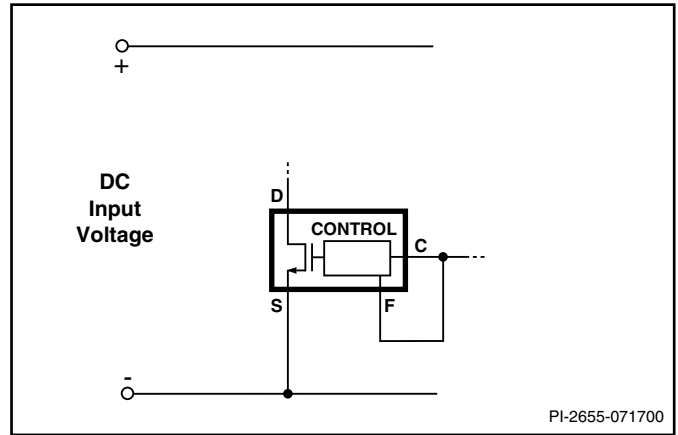 +
DC
Input
Voltage
D
CONTROL
C
S
F
-
PI-2655-071700